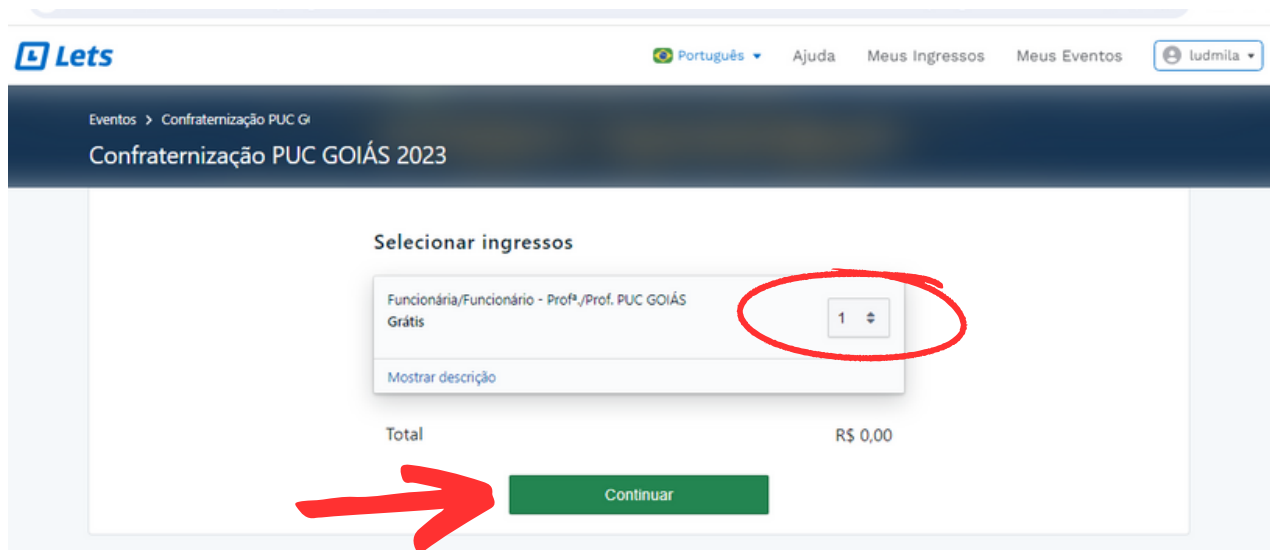 Lets
Português Ajuda Meus Ingressos Meus Eventos ludmila
Eventos > Confraternização PUC
Confraternização PUC GOIÁS 2023
Selecionar ingressos
Funcionária/Funcionário - Profª./Prof. PUC GOIÁS
Grátis
1
Mostrar descrição
Total R$ 0,00
Continuar